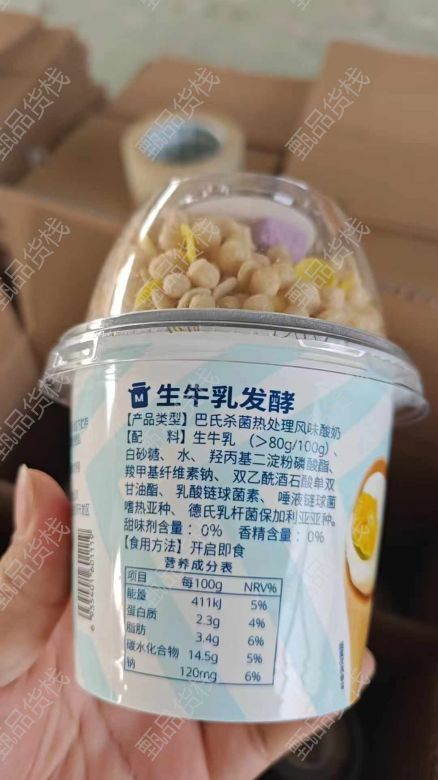 M 生牛乳发酵
【产品类型】巴氏杀菌热处理风味酸奶
【配 料】生牛乳（＞80g/100g）、
白砂糖、水、羟丙基二淀粉磷酸酯、
羧甲基纤维素钠、双乙酰酒石酸单双
甘油酯、乳酸链球菌素、唾液链球菌
嗜热亚种、德氏乳杆菌保加利亚亚种。
甜味剂含量：0% 香精含量：0%
【食用方法】开启即食
营养成分表
项目 每100g NRV%
能量 411kJ 5%
蛋白质 2.3g 4%
脂肪 3.4g 6%
碳水化合物 14.5g 5%
钠 120mg 6%
甄品货栈